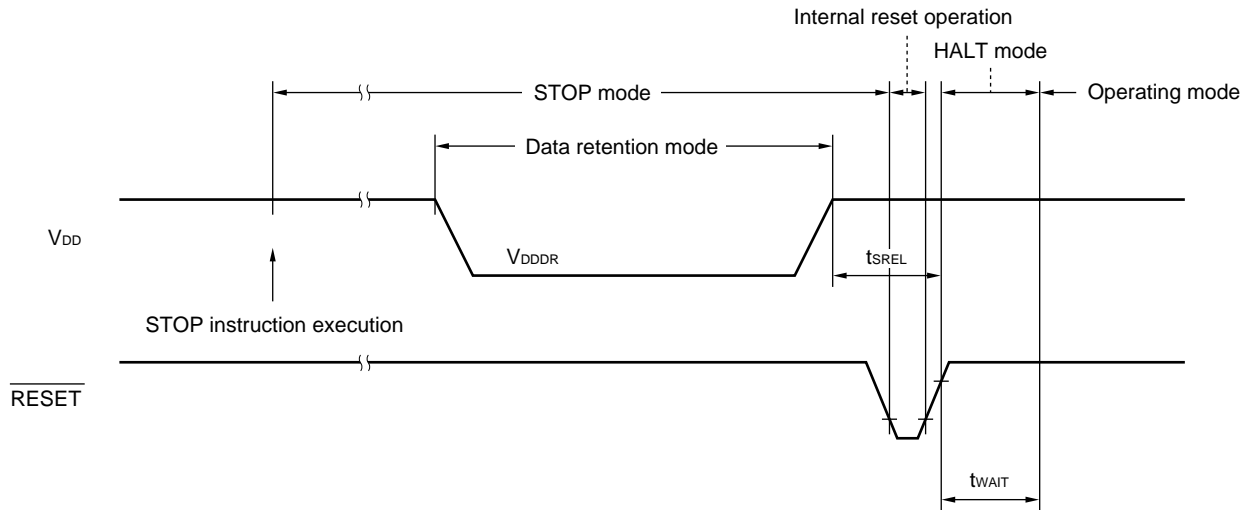 Internal reset operation
HALT mode
STOP mode
Operating mode
Data retention mode
VDD
VDDDR
tSREL
STOP instruction execution
RESET
tWAIT